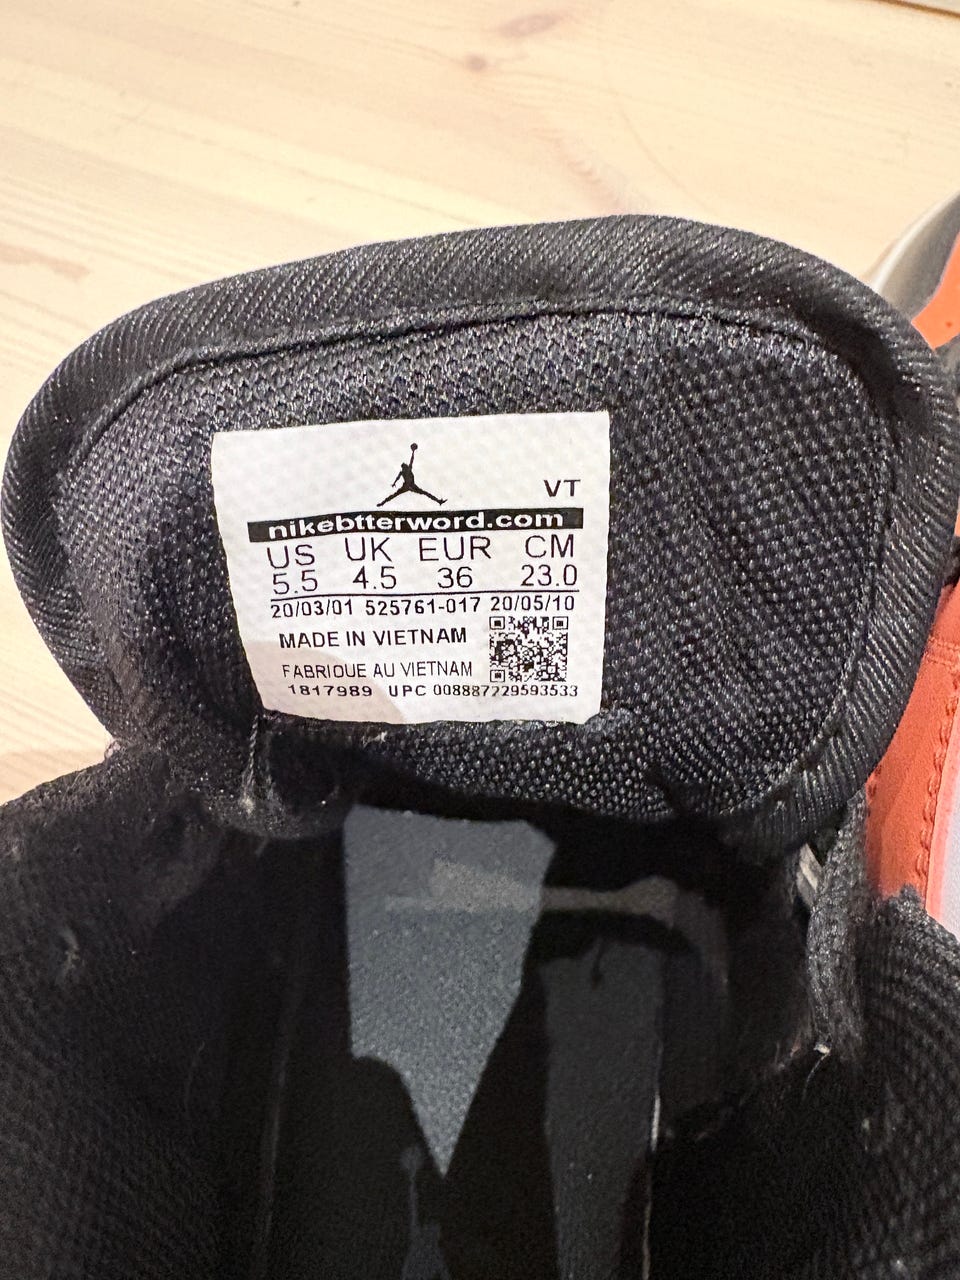 VT
nikebtterword.com
US UK EUR CM
5.5 4.5 36 23.0
20/03/01 525761-017 20/05/10
MADE IN VIETNAM
FABRIQUE AU VIETNAM
1817989 UPC 008887229593533